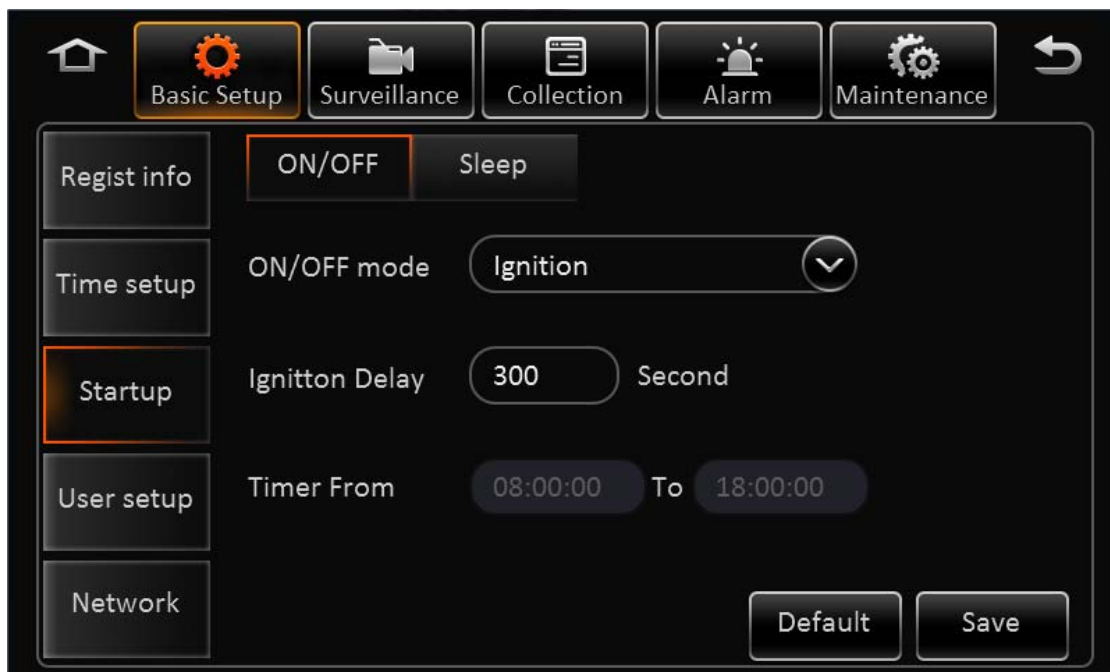 Basic Setup
Surveillance
Collection
Alarm
Maintenance
Regist info
ON/OFF
Sleep
Time setup
ON/OFF mode
Ignition
Startup
Ignitton Delay
300
Second
User setup
Timer From
08:00:00
To
18:00:00
Network
Default
Save